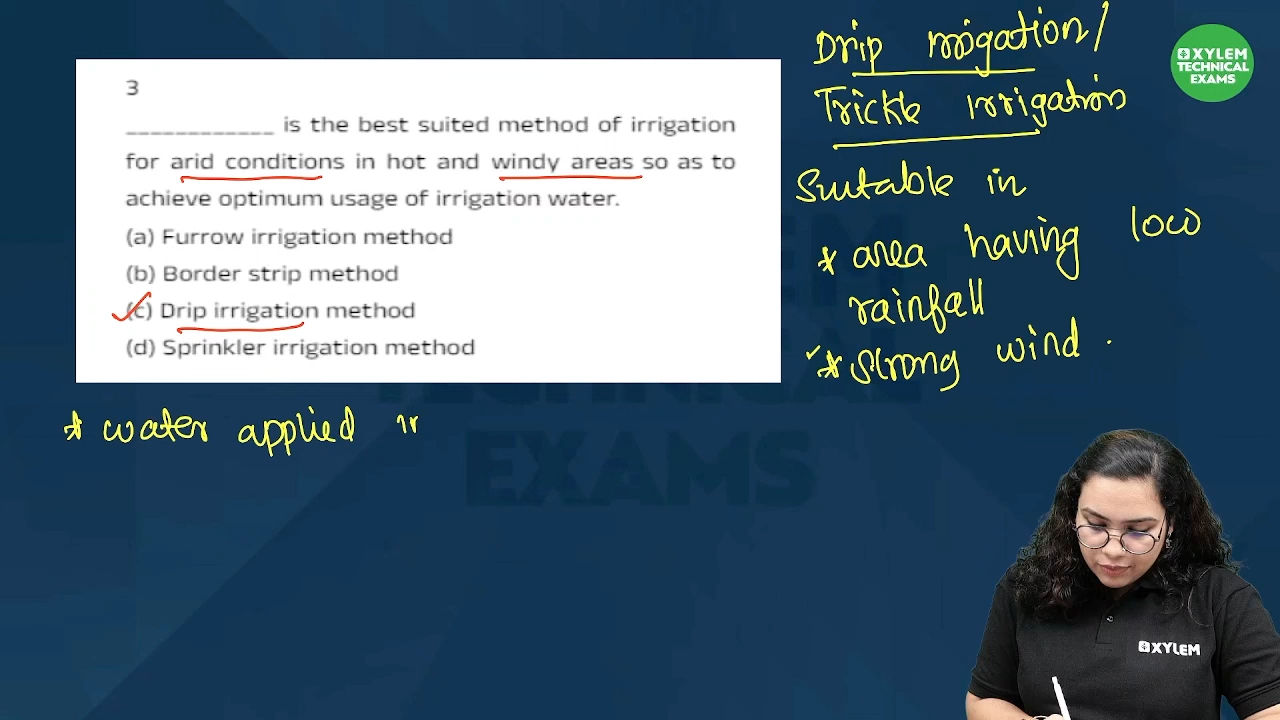 3
____________ is the best suited method of irrigation
for arid conditions in hot and windy areas so as to
achieve optimum usage of irrigation water.
(a) Furrow irrigation method
(b) Border strip method
(c) Drip irrigation method
(d) Sprinkler irrigation method
Drip irrigation/
Trickle irrigation
Suitable in
* area having low
rainfall
* strong wind.
* water applied in
XYLEM
TECHNICAL
EXAMS
EXAMS
XYLEM